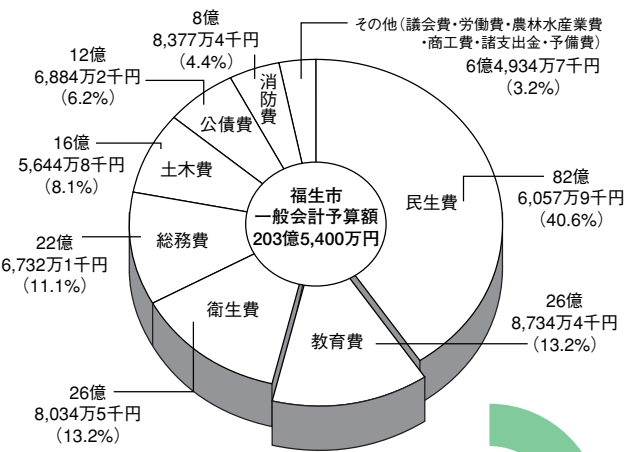 8億
8,377万4千円
(4.4%)
その他（議会費・労働費・農林水産業費
・商工費・諸支出金・予備費）
6億4,934万7千円
(3.2%)
12億
6,884万2千円
(6.2%)
消防費
公債費
16億
5,644万8千円
(8.1%)
土木費
福生市
一般会計予算額
203億5,400万円
民生費
82億
6,057万9千円
(40.6%)
総務費
22億
6,732万1千円
(11.1%)
衛生費
教育費
26億
8,734万4千円
(13.2%)
26億
8,034万5千円
(13.2%)